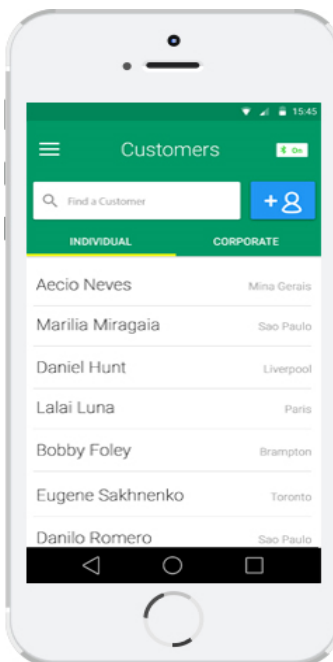 15:45
Customers
On
Find a Customer
INDIVIDUAL CORPORATE
Aecio Neves Mina Gerais
Marilia Miragaia Sao Paulo
Daniel Hunt Liverpool
Lalai Luna Paris
Bobby Foley Brampton
Eugene Sakhnenko Toronto
Danilo Romero Sao Paulo